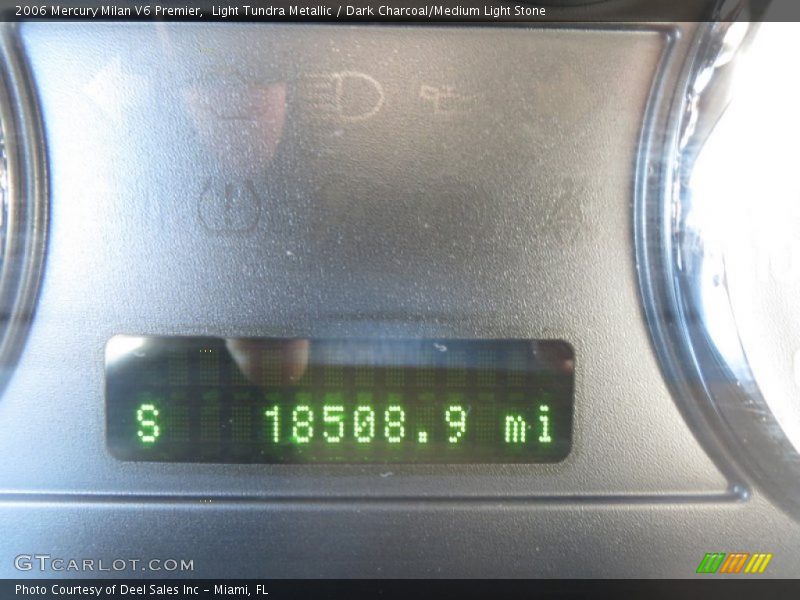 2006 Mercury Milan V6 Premier,  Light Tundra Metallic / Dark Charcoal/Medium Light Stone
S 18508.9 mi
GTCARLOT.COM
Photo Courtesy of Deel Sales Inc - Miami, FL